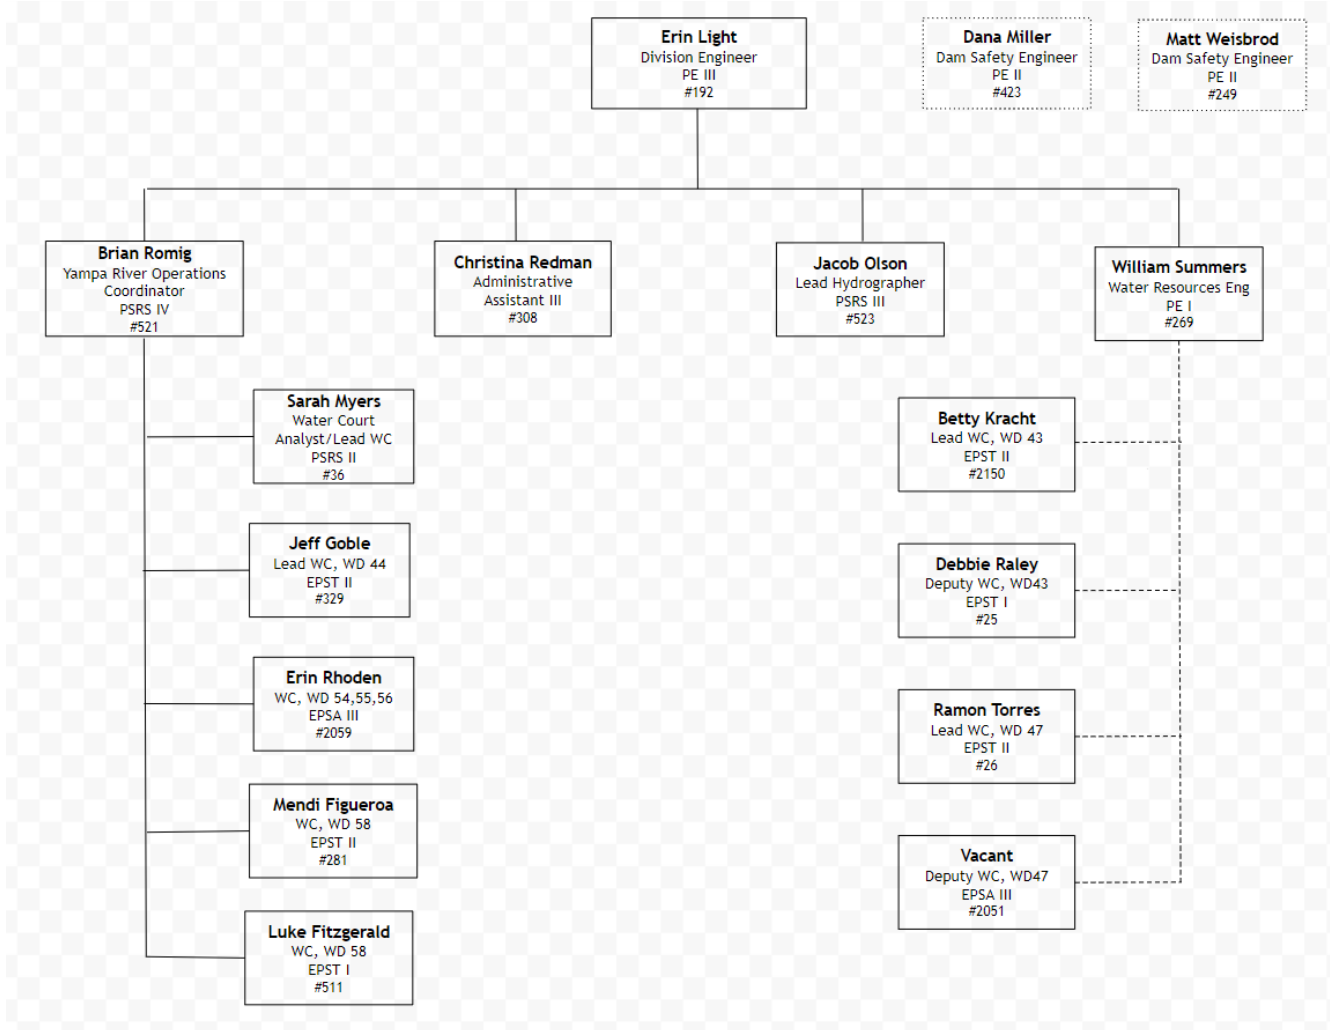 Erin Light
Division Engineer
PE III
#192
Dana Miller
Dam Safety Engineer
PE II
#423
Matt Weisbrod
Dam Safety Engineer
PE II
#249
Brian Romig
Yampa River Operations
Coordinator
PSRS IV
#521
Christina Redman
Administrative
Assistant III
#308
Jacob Olson
Lead Hydrographer
PSRS III
#523
William Summers
Water Resources Eng
PE I
#269
Sarah Myers
Water Court
Analyst/Lead WC
PSRS II
#36
Jeff Goble
Lead WC, WD 44
EPST II
#329
Erin Rhoden
WC, WD 54,55,56
EPSA III
#2059
Mendi Figueroa
WC, WD 58
EPST II
#281
Luke Fitzgerald
WC, WD 58
EPST I
#511
Betty Kracht
Lead WC, WD 43
EPST II
#2150
Debbie Raley
Deputy WC, WD43
EPST I
#25
Ramon Torres
Lead WC, WD 47
EPST II
#26
Vacant
Deputy WC, WD47
EPSA III
#2051